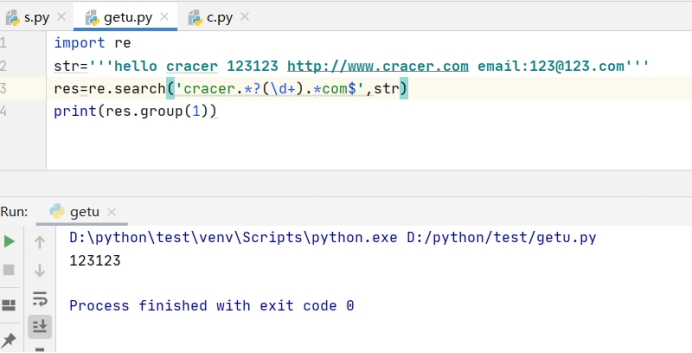 s.py × getu.py × c.py ×
1 import re
2 str='''hello cracer 123123 http://www.cracer.com email:123@123.com'''
3 res=re.search('cracer.*?(\d+).*com$',str)
4 print(res.group(1))
Run: getu ×
D:\python\test\venv\Scripts\python.exe D:/python/test/getu.py
123123
Process finished with exit code 0